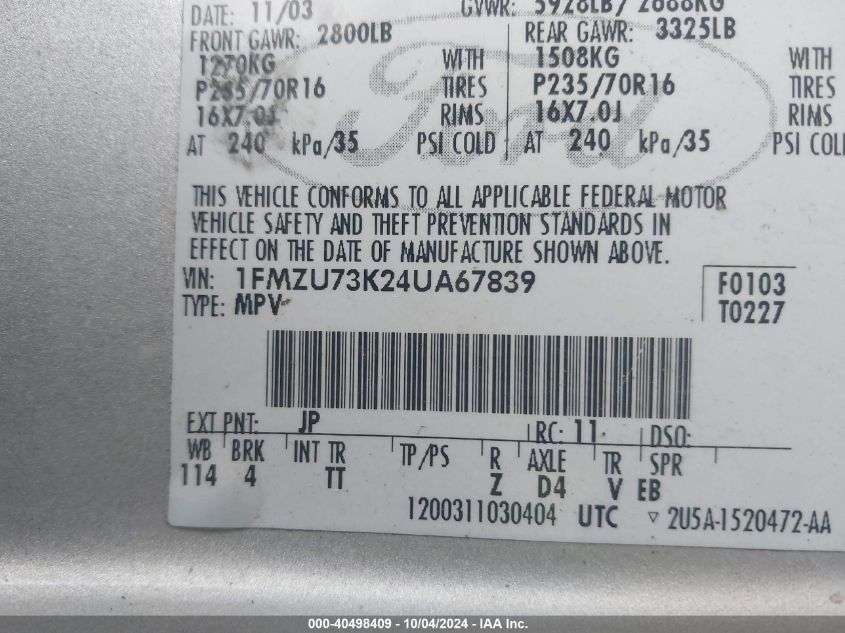 DATE: 11/03 GVWR: 5928LB/ 2688KG
FRONT GAWR: 2800LB REAR GAWR: 3325LB
1270KG WITH 1508KG WITH
P235/70R16 TIRES P235/70R16 TIRES
16X7.0J RIMS 16X7.0J RIMS
AT 240 kPa/35 PSI COLD AT 240 kPa/35 PSI COLD
Ford
THIS VEHICLE CONFORMS TO ALL APPLICABLE FEDERAL MOTOR
VEHICLE SAFETY AND THEFT PREVENTION STANDARDS IN
EFFECT ON THE DATE OF MANUFACTURE SHOWN ABOVE.
VIN: 1FMZU73K24UA67839 F0103
TYPE: MPV T0227
EXT PNT: JP RC: 11 DSO:
WB BRK INT TR TP/PS R AXLE TR SPR
114 4 TT Z D4 V EB
1200311030404 UTC ▽ 2U5A-1520472-AA
000-40498409 - 10/04/2024 - IAA Inc.